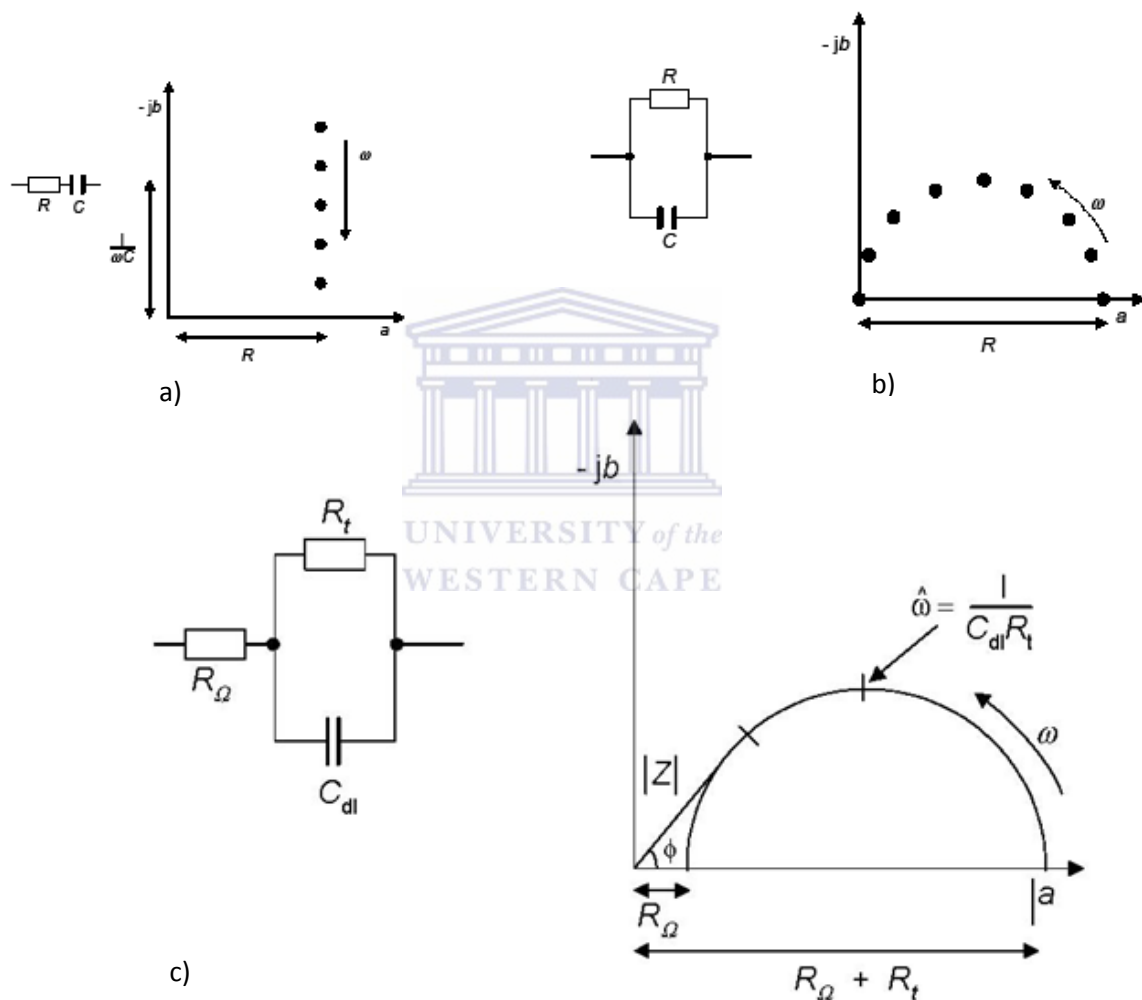 - jb
ω
R C
1/ωC
a
R
a)
- jb
R
C
ω
a
R
b)
UNIVERSITY of the
WESTERN CAPE
- jb
Rt
RΩ
Cdl
ω̂ = 1/CdlRt
ω
|Z|
ϕ
RΩ
|a
RΩ + Rt
c)